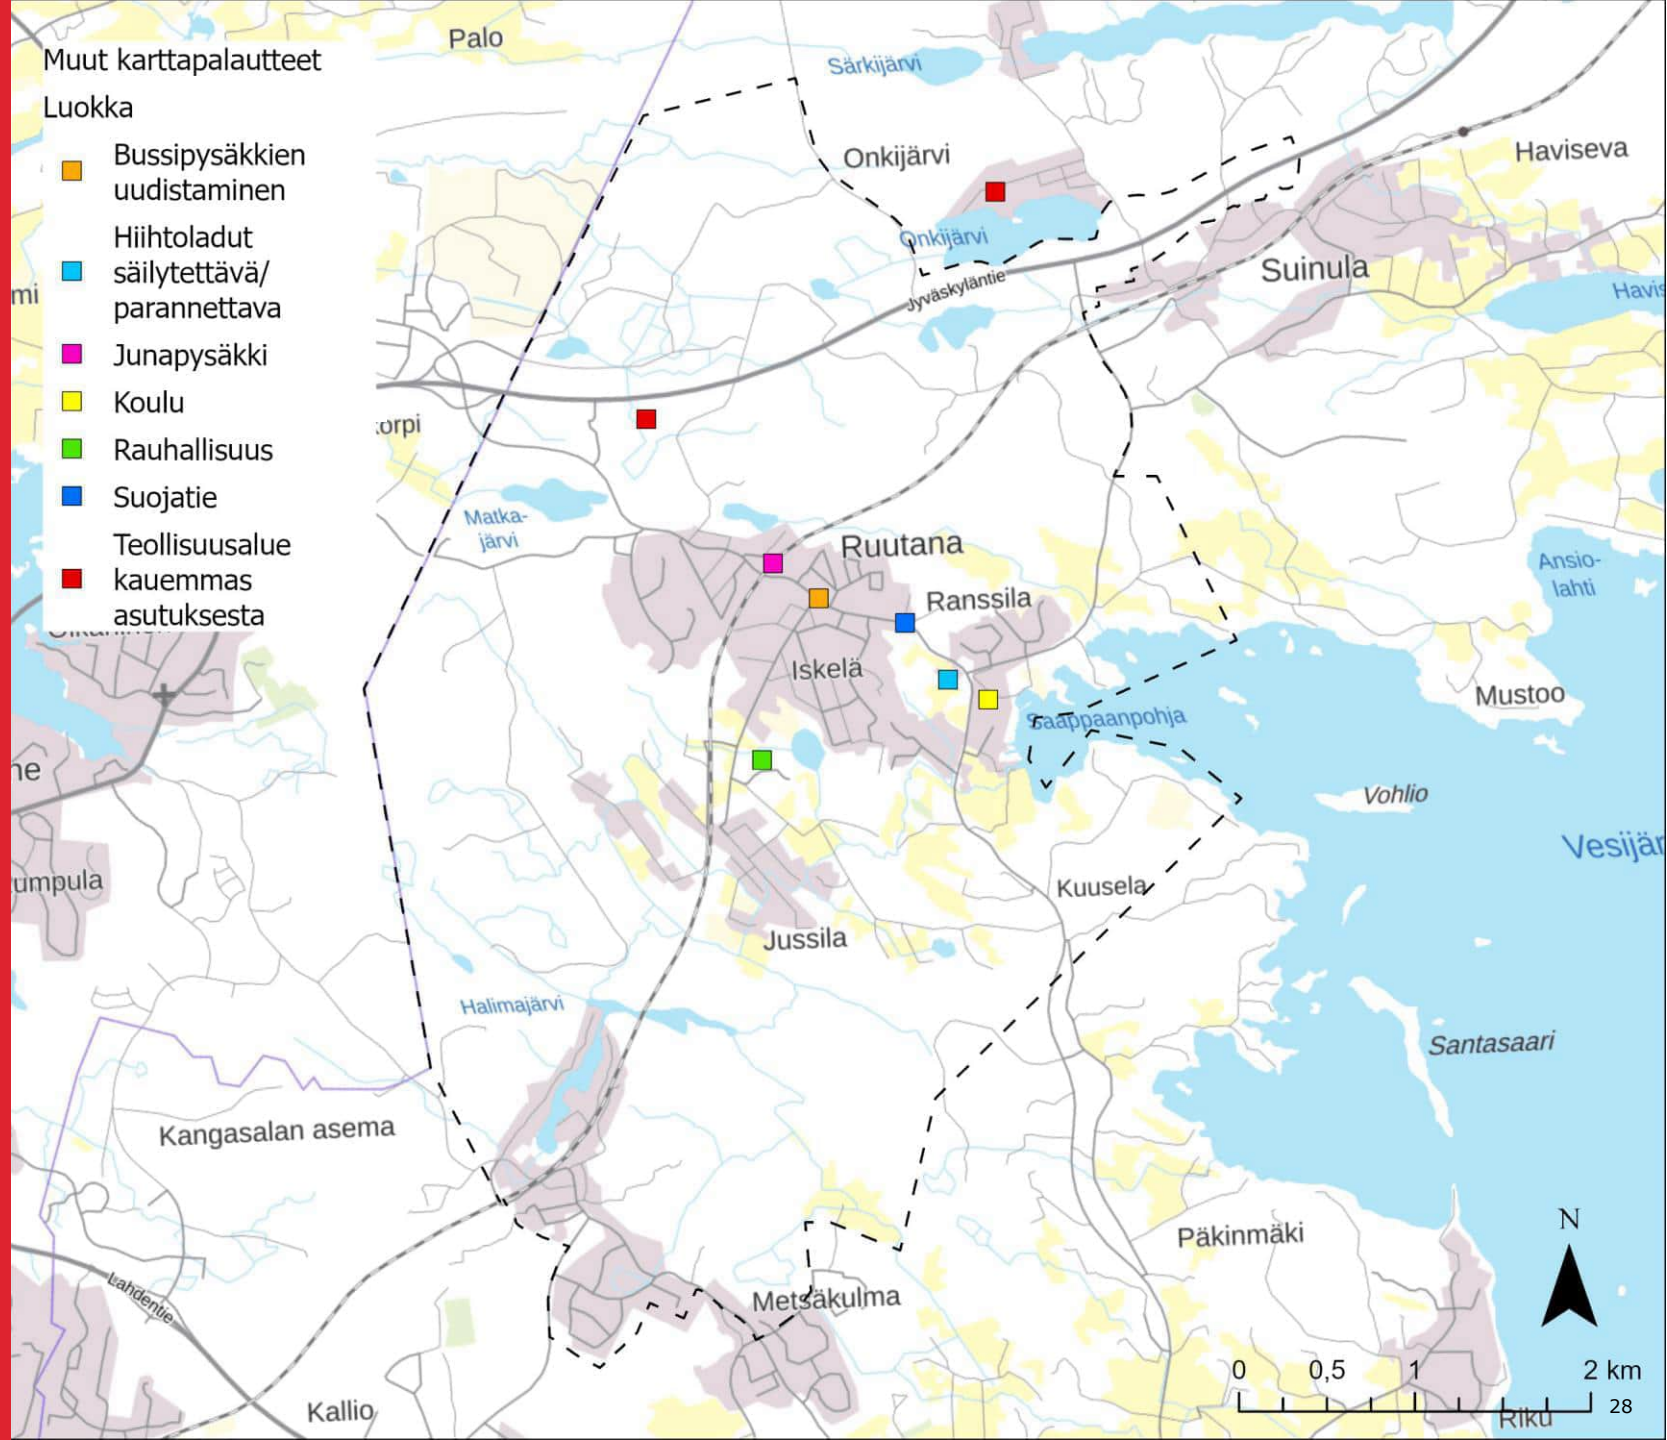 Muut karttapalautteet
Luokka
Bussipysäkkien
uudistaminen
Hiihtoladut
säilytettävä/
parannettava
Junapysäkki
Koulu
Rauhallisuus
Suojatie
Teollisuusalue
kauemmas
asutuksesta
Palo
Särkijärvi
Onkijärvi
Haviseva
Onkijärvi
Suinula
Jyväskyläntie
Matka-
järvi
Ruutana
Ranssila
Ansio-
lahti
Iskelä
Mustoo
Saappaanpohja
Vohlio
Kuusela
Jussila
Halimajärvi
Santasaari
Kangasalan asema
Päkinmäki
N
Lahdentie
Metsäkulma
Kallio
0 0,5 1 2 km
28
Riku